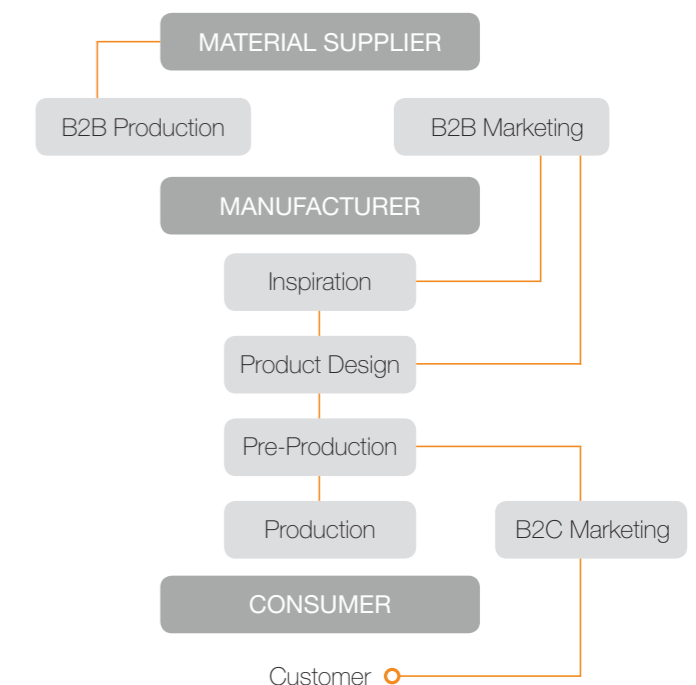 MATERIAL SUPPLIER
B2B Production
B2B Marketing
MANUFACTURER
Inspiration
Product Design
Pre-Production
Production
B2C Marketing
CONSUMER
Customer